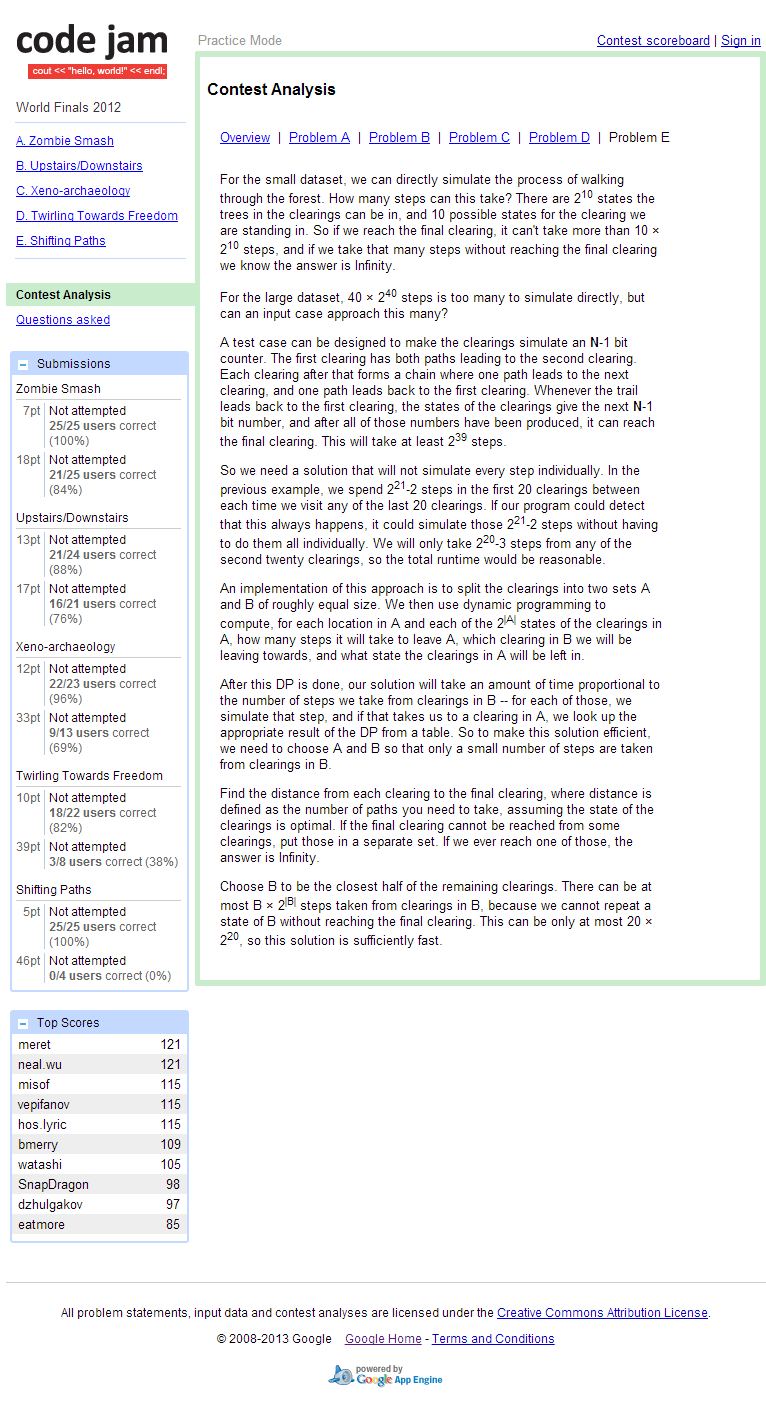 code jam
cout << "hello, world!" << endl;
Practice Mode
Contest scoreboard | Sign in
World Finals 2012
A. Zombie Smash
B. Upstairs/Downstairs
C. Xeno-archaeology
D. Twirling Towards Freedom
E. Shifting Paths
Contest Analysis
Questions asked
Submissions
Zombie Smash
7pt Not attempted
25/25 users correct
(100%)
18pt Not attempted
21/25 users correct
(84%)
Upstairs/Downstairs
13pt Not attempted
21/24 users correct
(88%)
17pt Not attempted
16/21 users correct
(76%)
Xeno-archaeology
12pt Not attempted
22/23 users correct
(96%)
33pt Not attempted
9/13 users correct
(69%)
Twirling Towards Freedom
10pt Not attempted
18/22 users correct
(82%)
39pt Not attempted
3/8 users correct (38%)
Shifting Paths
5pt Not attempted
25/25 users correct
(100%)
46pt Not attempted
0/4 users correct (0%)
Top Scores
meret 121
neal.wu 121
misof 115
vepifanov 115
hos.lyric 115
bmerry 109
watashi 105
SnapDragon 98
dzhulgakov 97
eatmore 85
Contest Analysis
Overview | Problem A | Problem B | Problem C | Problem D | Problem E
For the small dataset, we can directly simulate the process of walking
through the forest. How many steps can this take? There are 2^10 states the
trees in the clearings can be in, and 10 possible states for the clearing we
are standing in. So if we reach the final clearing, it can't take more than 10 ×
2^10 steps, and if we take that many steps without reaching the final clearing
we know the answer is Infinity.
For the large dataset, 40 × 2^40 steps is too many to simulate directly, but
can an input case approach this many?
A test case can be designed to make the clearings simulate an N-1 bit
counter. The first clearing has both paths leading to the second clearing.
Each clearing after that forms a chain where one path leads to the next
clearing, and one path leads back to the first clearing. Whenever the trail
leads back to the first clearing, the states of the clearings give the next N-1
bit number, and after all of those numbers have been produced, it can reach
the final clearing. This will take at least 2^39 steps.
So we need a solution that will not simulate every step individually. In the
previous example, we spend 2^21-2 steps in the first 20 clearings between
each time we visit any of the last 20 clearings. If our program could detect
that this always happens, it could simulate those 2^21-2 steps without having
to do them all individually. We will only take 2^20-3 steps from any of the
second twenty clearings, so the total runtime would be reasonable.
An implementation of this approach is to split the clearings into two sets A
and B of roughly equal size. We then use dynamic programming to
compute, for each location in A and each of the 2^|A| states of the clearings in
A, how many steps it will take to leave A, which clearing in B we will be
leaving towards, and what state the clearings in A will be left in.
After this DP is done, our solution will take an amount of time proportional to
the number of steps we take from clearings in B -- for each of those, we
simulate that step, and if that takes us to a clearing in A, we look up the
appropriate result of the DP from a table. So to make this solution efficient,
we need to choose A and B so that only a small number of steps are taken
from clearings in B.
Find the distance from each clearing to the final clearing, where distance is
defined as the number of paths you need to take, assuming the state of the
clearings is optimal. If the final clearing cannot be reached from some
clearings, put those in a separate set. If we ever reach one of those, the
answer is Infinity.
Choose B to be the closest half of the remaining clearings. There can be at
most B × 2^|B| steps taken from clearings in B, because we cannot repeat a
state of B without reaching the final clearing. This can be only at most 20 ×
2^20, so this solution is sufficiently fast.
All problem statements, input data and contest analyses are licensed under the Creative Commons Attribution License.
© 2008-2013 Google Google Home - Terms and Conditions
powered by
Google App Engine